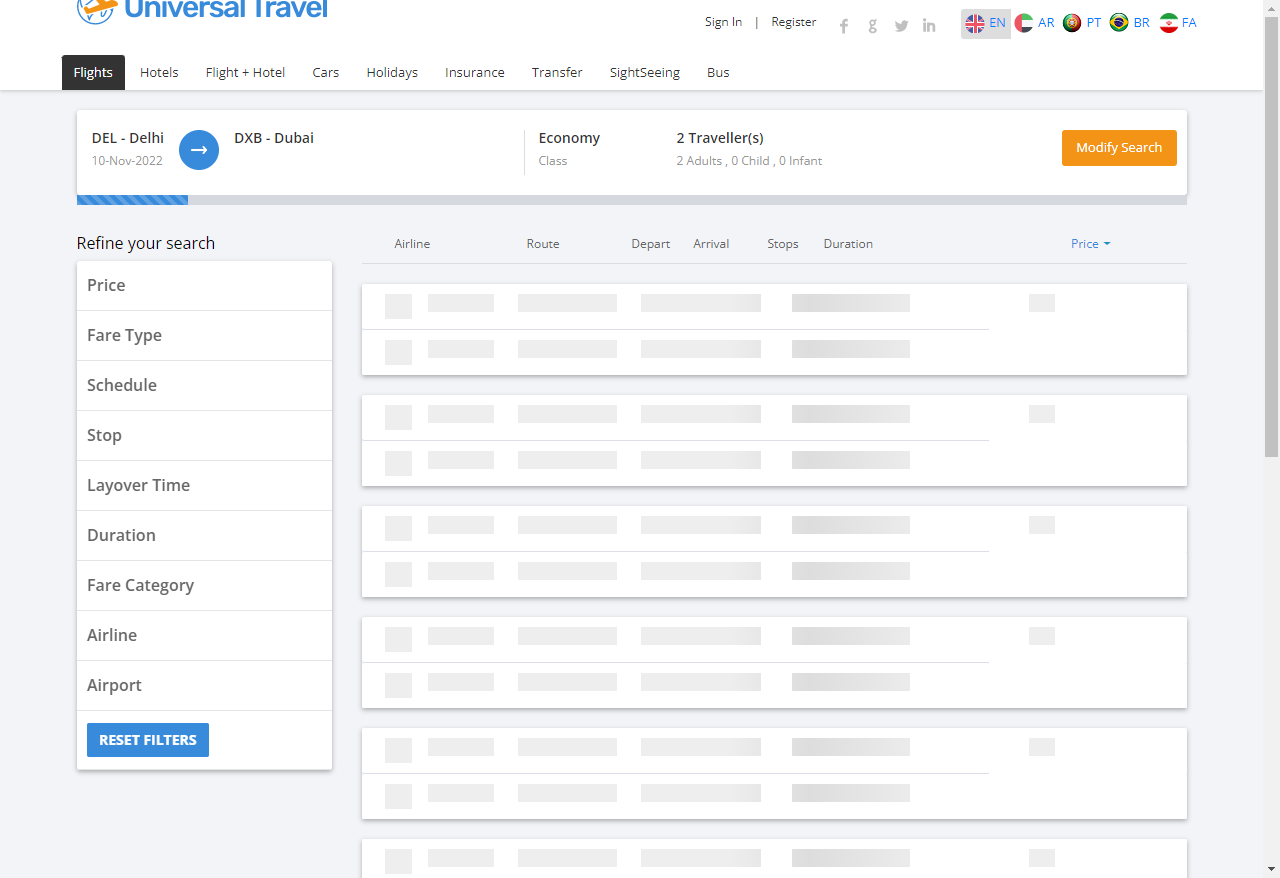 Universal Travel
Sign In | Register
EN AR PT BR FA
Flights Hotels Flight + Hotel Cars Holidays Insurance Transfer SightSeeing Bus
DEL - Delhi → DXB - Dubai Economy 2 Traveller(s) Modify Search
10-Nov-2022 Class 2 Adults , 0 Child , 0 Infant
Refine your search
Airline Route Depart Arrival Stops Duration Price
Price
Fare Type
Schedule
Stop
Layover Time
Duration
Fare Category
Airline
Airport
RESET FILTERS